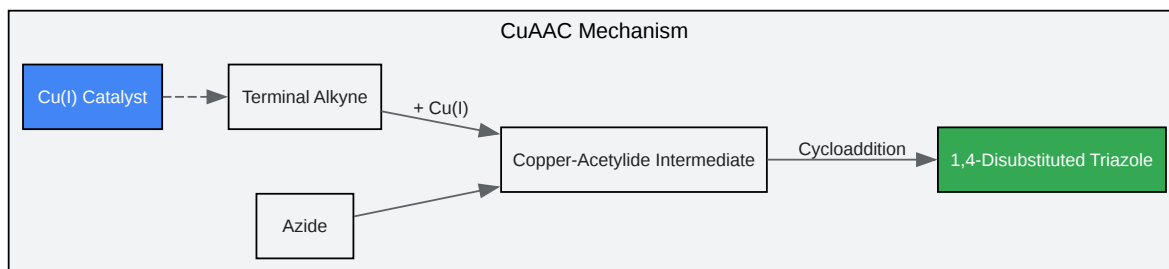 CuAAC Mechanism
Cu(I) Catalyst
Terminal Alkyne
+ Cu(I)
Copper-Acetylide Intermediate
Cycloaddition
1,4-Disubstituted Triazole
Azide